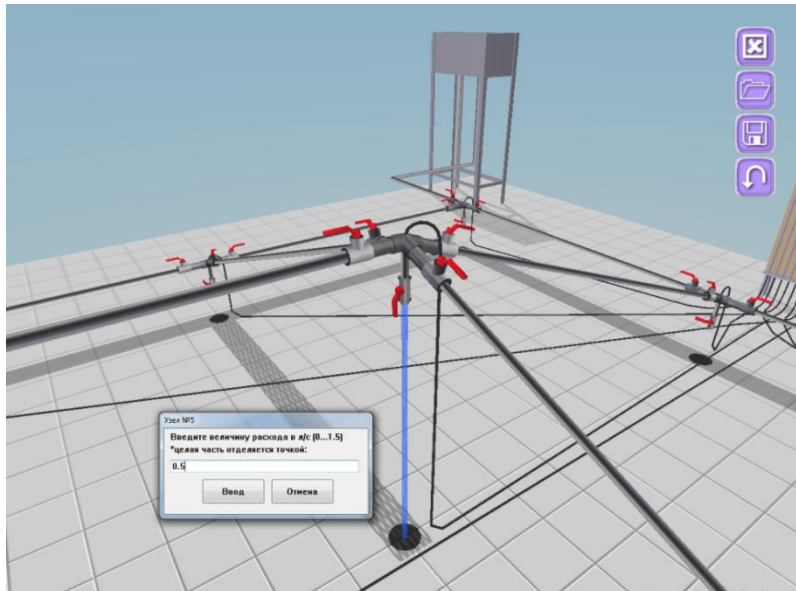 Узел №5
Введите величину расхода в л/с (0...1.5)
*целая часть отделяется точкой:
0.5
Ввод
Отмена